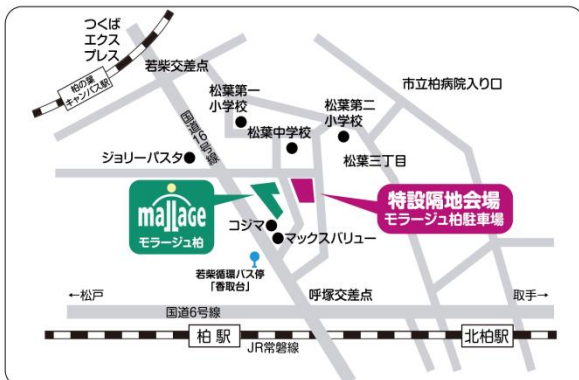 つくば
エクス
プレス
柏の葉
キャンパス駅
若柴交差点
国道16号線
松葉第一
小学校
松葉中学校
松葉第二
小学校
市立柏病院入り口
松葉三丁目
ジョリーパスタ
mallage
モラージュ柏
特設隔地会場
モラージュ柏駐車場
コジマ
マックスバリュー
若柴循環バス停
「香取台」
←松戸
呼塚交差点
取手→
国道6号線
柏駅
JR常磐線
北柏駅